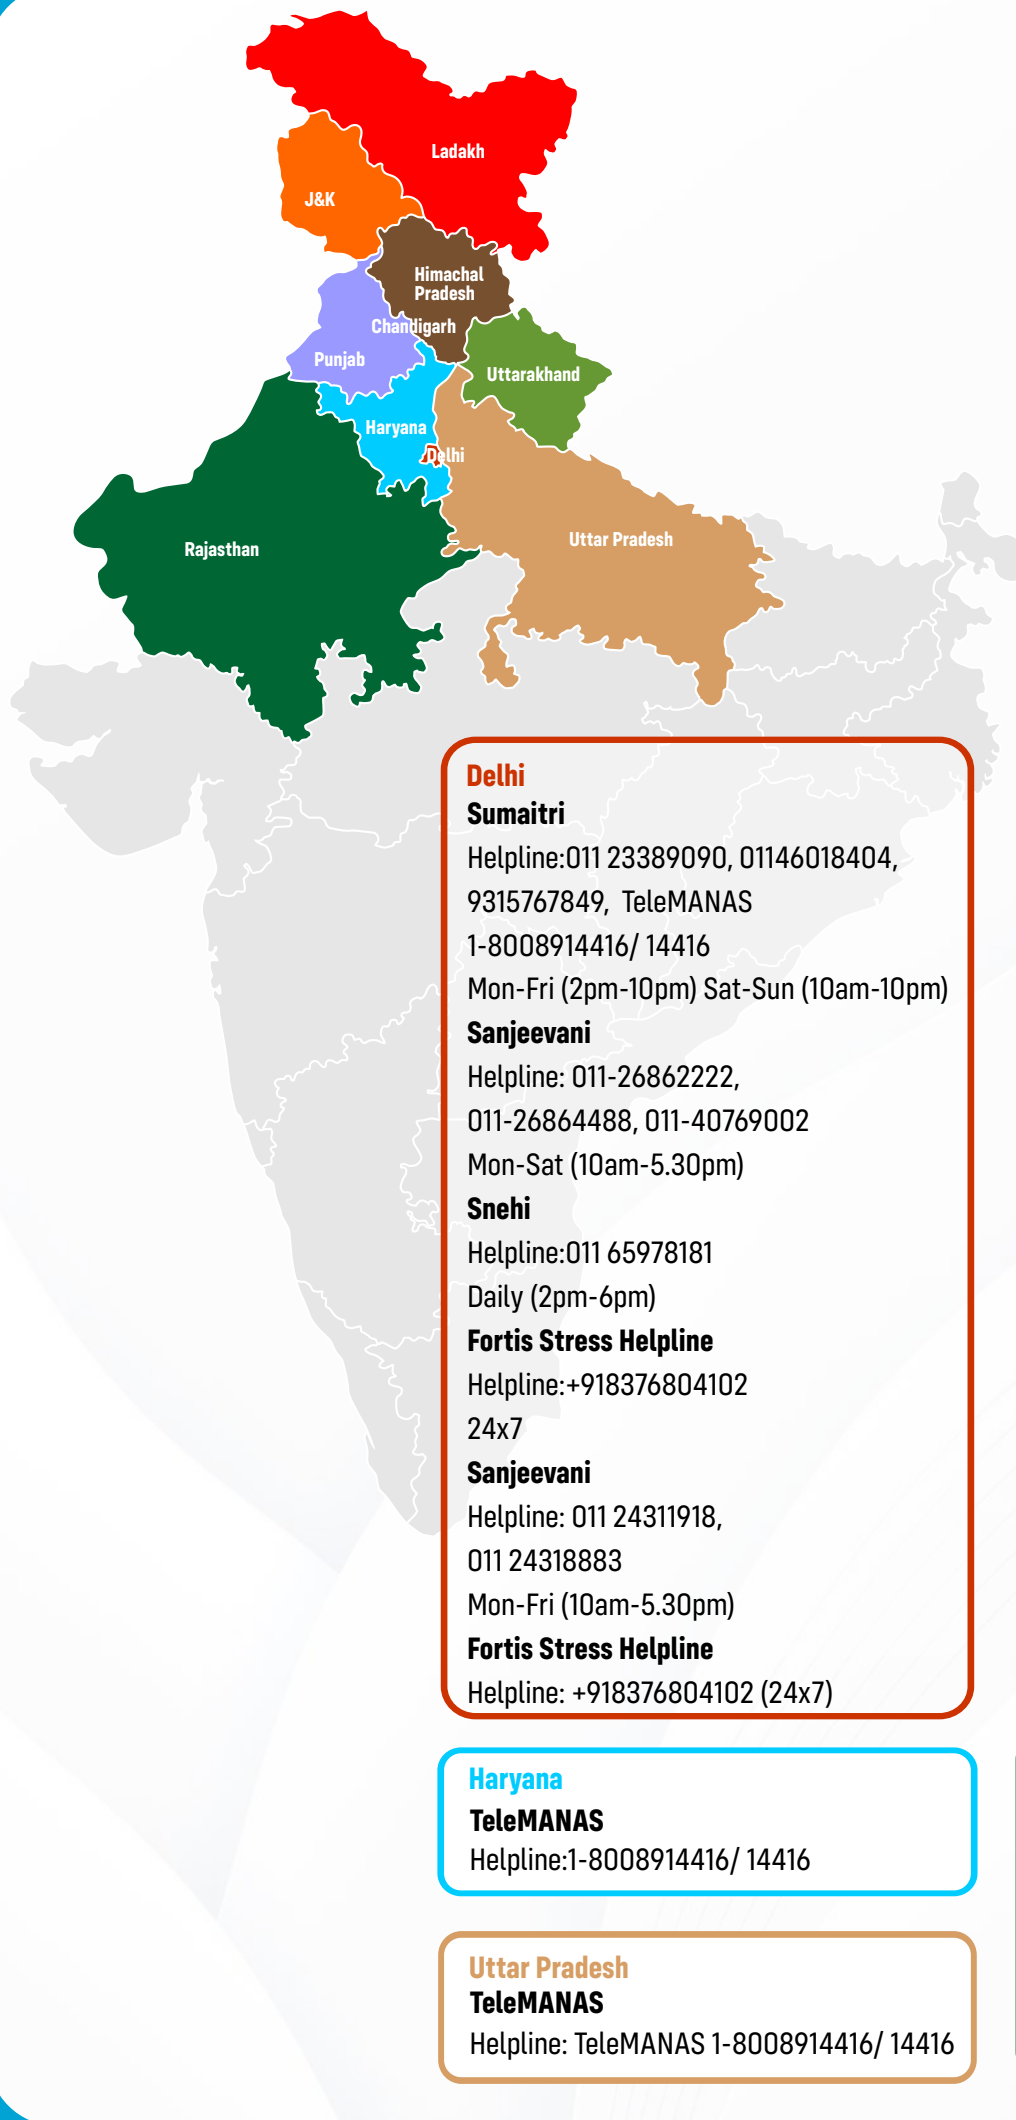 Ladakh
J&K
Himachal
Pradesh
Chandigarh
Punjab
Uttarakhand
Haryana
Delhi
Uttar Pradesh
Rajasthan
Delhi
Sumaitri
Helpline:011 23389090, 01146018404,
9315767849, TeleMANAS
1-8008914416/ 14416
Mon-Fri (2pm-10pm) Sat-Sun (10am-10pm)
Sanjeevani
Helpline: 011-26862222,
011-26864488, 011-40769002
Mon-Sat (10am-5.30pm)
Snehi
Helpline:011 65978181
Daily (2pm-6pm)
Fortis Stress Helpline
Helpline:+918376804102
24x7
Sanjeevani
Helpline: 011 24311918,
011 24318883
Mon-Fri (10am-5.30pm)
Fortis Stress Helpline
Helpline: +918376804102 (24x7)
Haryana
TeleMANAS
Helpline:1-8008914416/ 14416
Uttar Pradesh
TeleMANAS
Helpline: TeleMANAS 1-8008914416/ 14416